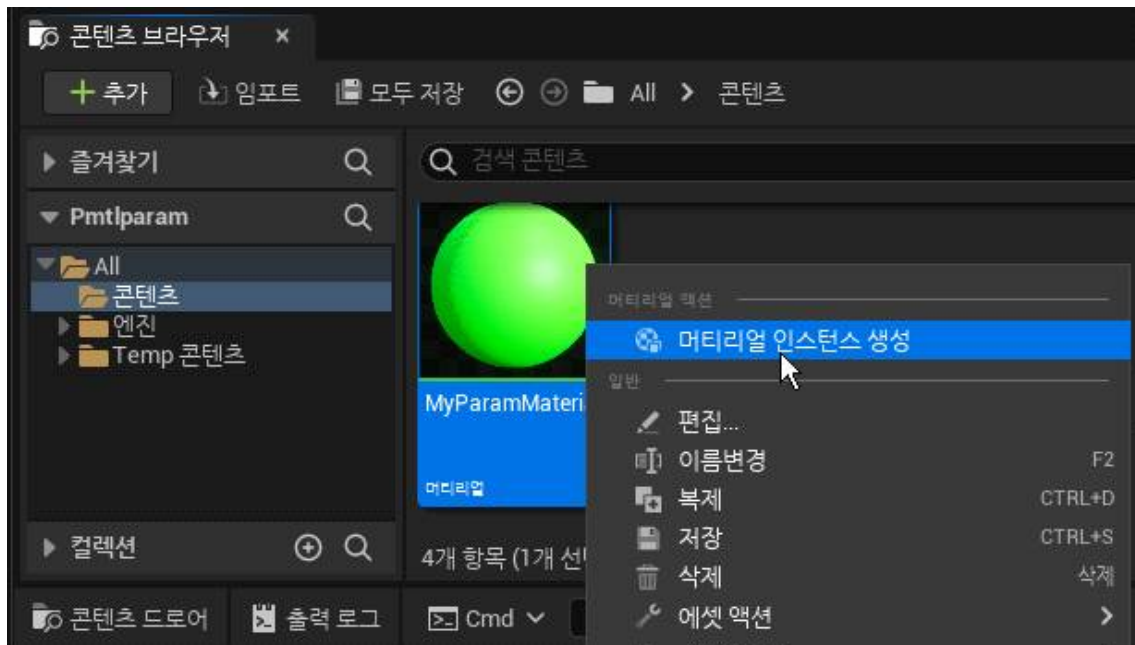 콘텐츠 브라우저 ×
추가 임포트 모두 저장 All > 콘텐츠
즐겨찾기
검색 콘텐츠
Pmtlparam
All
콘텐츠
엔진
Temp 콘텐츠
MyParamMateri
머티리얼
머티리얼 액션
머티리얼 인스턴스 생성
일반
편집...
이름변경 F2
복제 CTRL+D
저장 CTRL+S
삭제 삭제
에셋 액션 >
컬렉션
4개 항목 (1개 선
콘텐츠 드로어 출력 로그 Cmd